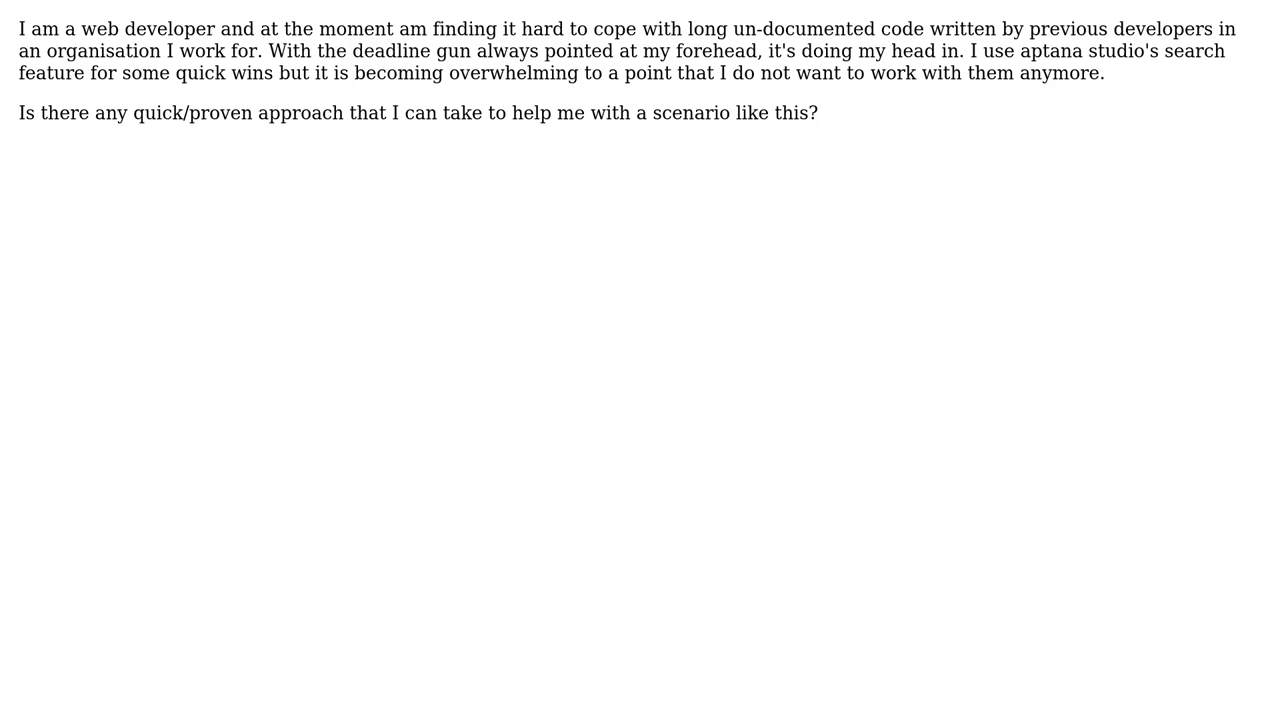 I am a web developer and at the moment am finding it hard to cope with long un-documented code written by previous developers in
an organisation I work for. With the deadline gun always pointed at my forehead, it's doing my head in. I use aptana studio's search
feature for some quick wins but it is becoming overwhelming to a point that I do not want to work with them anymore.
Is there any quick/proven approach that I can take to help me with a scenario like this?